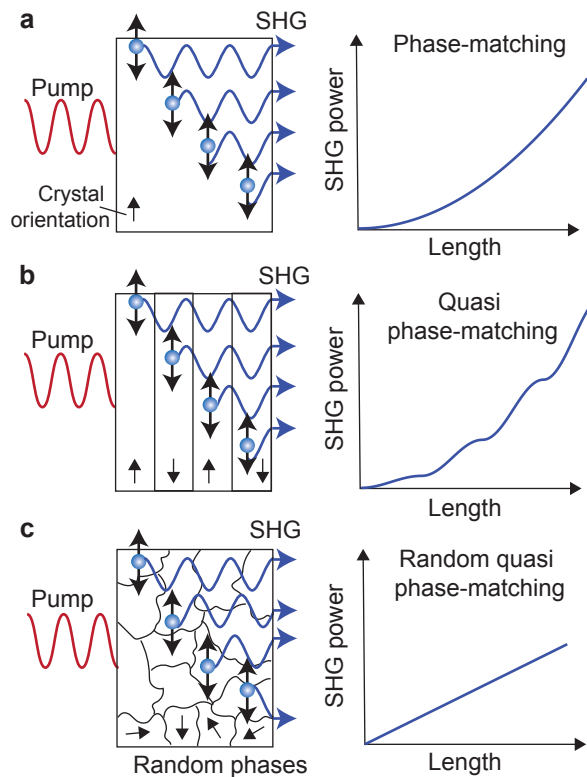 a
SHG
Pump
Crystal
orientation
Phase-matching
SHG power
Length
b
SHG
Pump
Quasi
phase-matching
SHG power
Length
c
SHG
Pump
Random phases
Random quasi
phase-matching
SHG power
Length